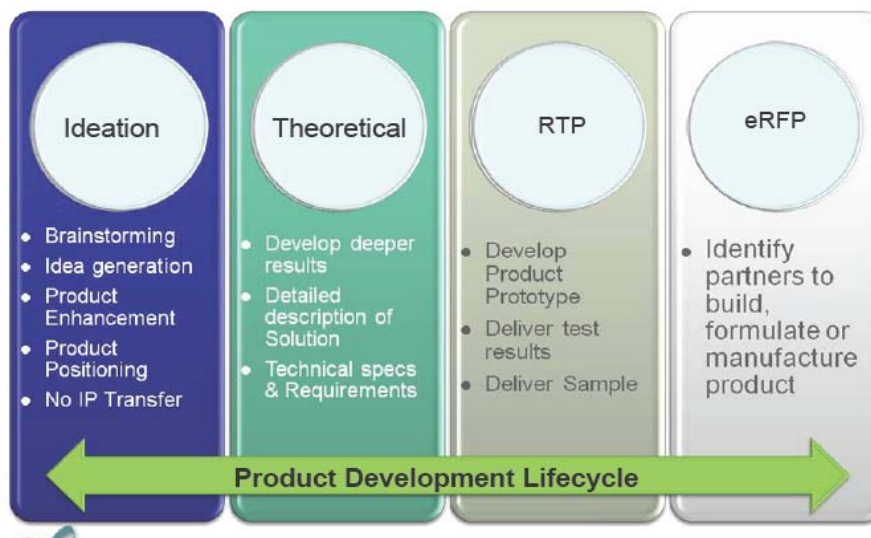 Ideation
• Brainstorming
• Idea generation
• Product
Enhancement
• Product
Positioning
• No IP Transfer
Theoretical
• Develop deeper
results
• Detailed
description of
Solution
• Technical specs
& Requirements
RTP
• Develop
Product
Prototype
• Deliver test
results
• Deliver Sample
eRFP
• Identify
partners to
build,
formulate or
manufacture
product
Product Development Lifecycle